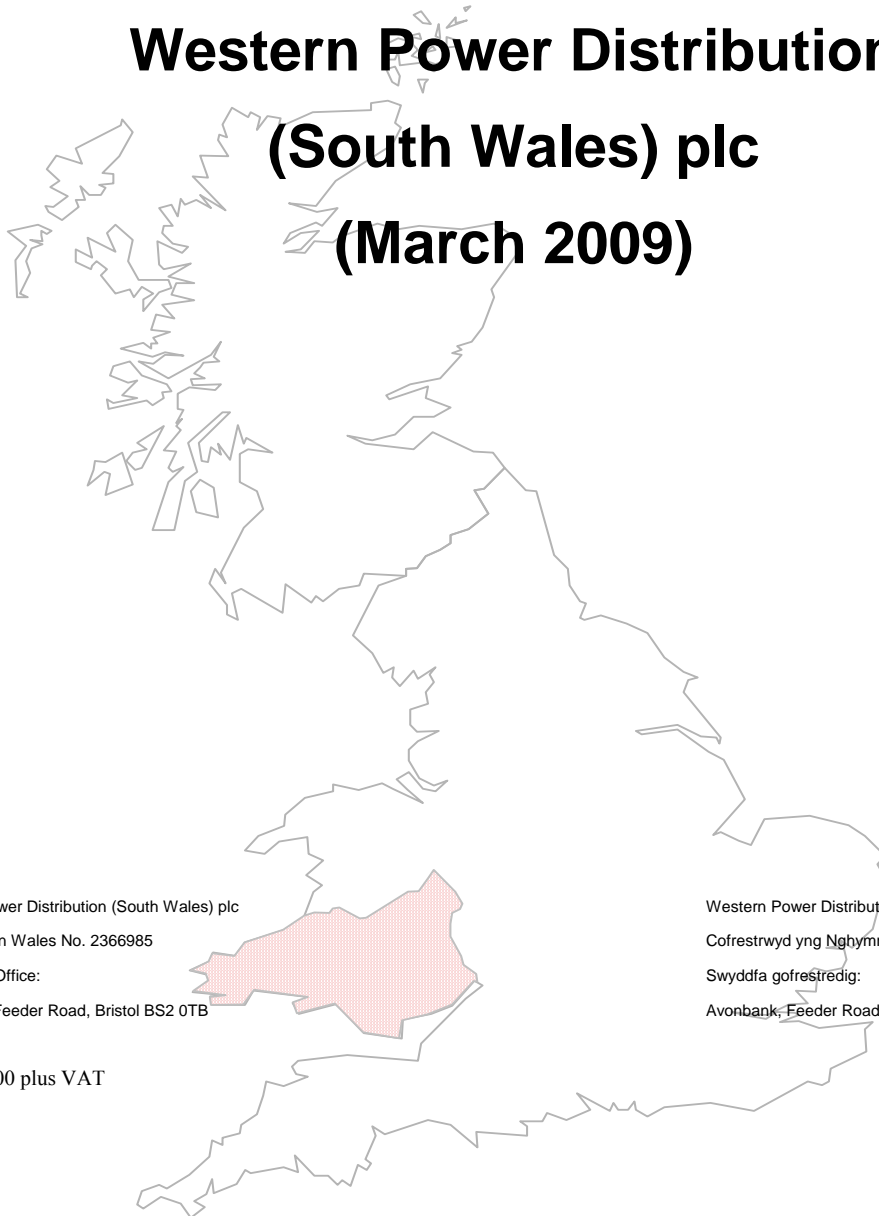 Western Power Distribution
(South Wales) plc
(March 2009)
wer Distribution (South Wales) plc
n Wales No. 2366985
Office:
Feeder Road, Bristol BS2 0TB
00 plus VAT
Western Power Distribut
Cofrestrwyd yng Nghymr
Swyddfa gofrestredig:
Avonbank, Feeder Road